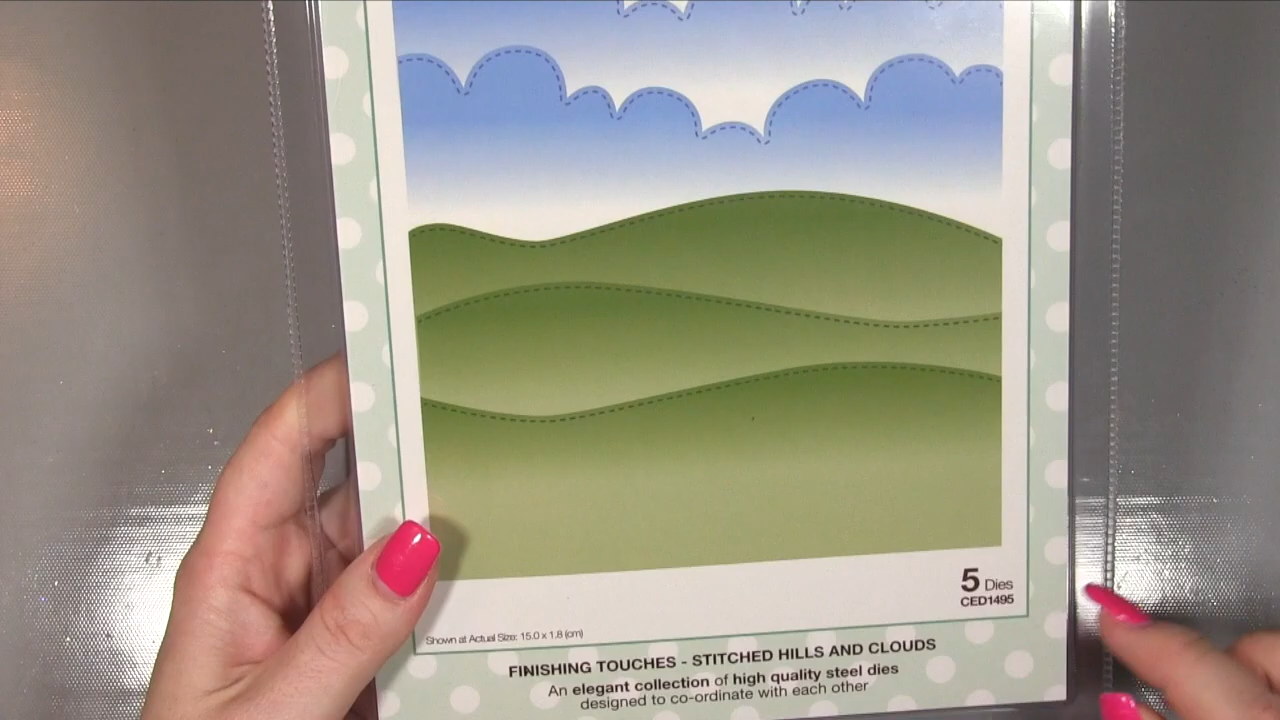 5 Dies
CED1495
Shown at Actual Size: 15.0 x 1.8 (cm)
FINISHING TOUCHES - STITCHED HILLS AND CLOUDS
An elegant collection of high quality steel dies
designed to co-ordinate with each other